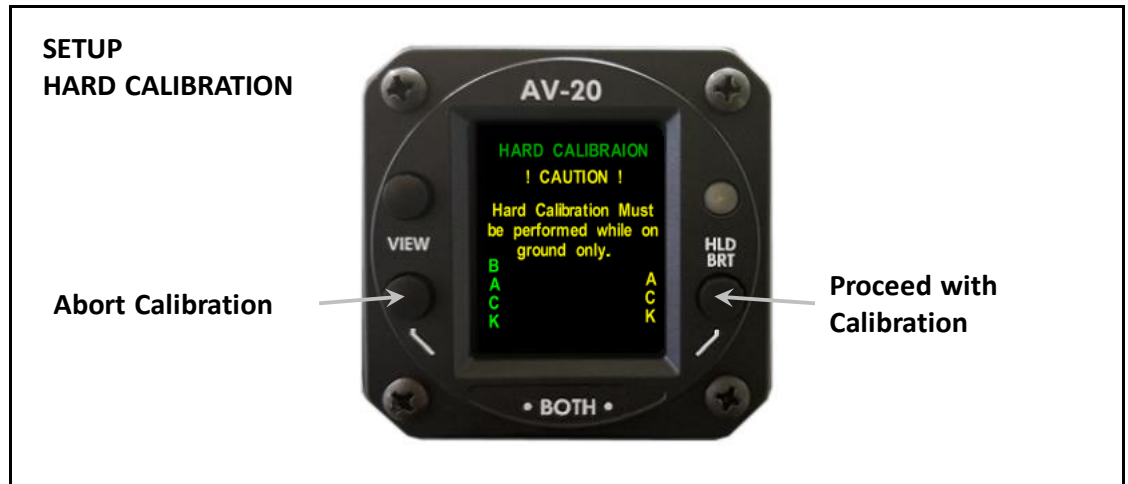 SETUP
HARD CALIBRATION
AV-20
HARD CALIBRAION
! CAUTION !
Hard Calibration Must
be performed while on
ground only.
VIEW
HLD
BRT
B
A
C
K
A
C
K
Abort Calibration
Proceed with
Calibration
• BOTH •